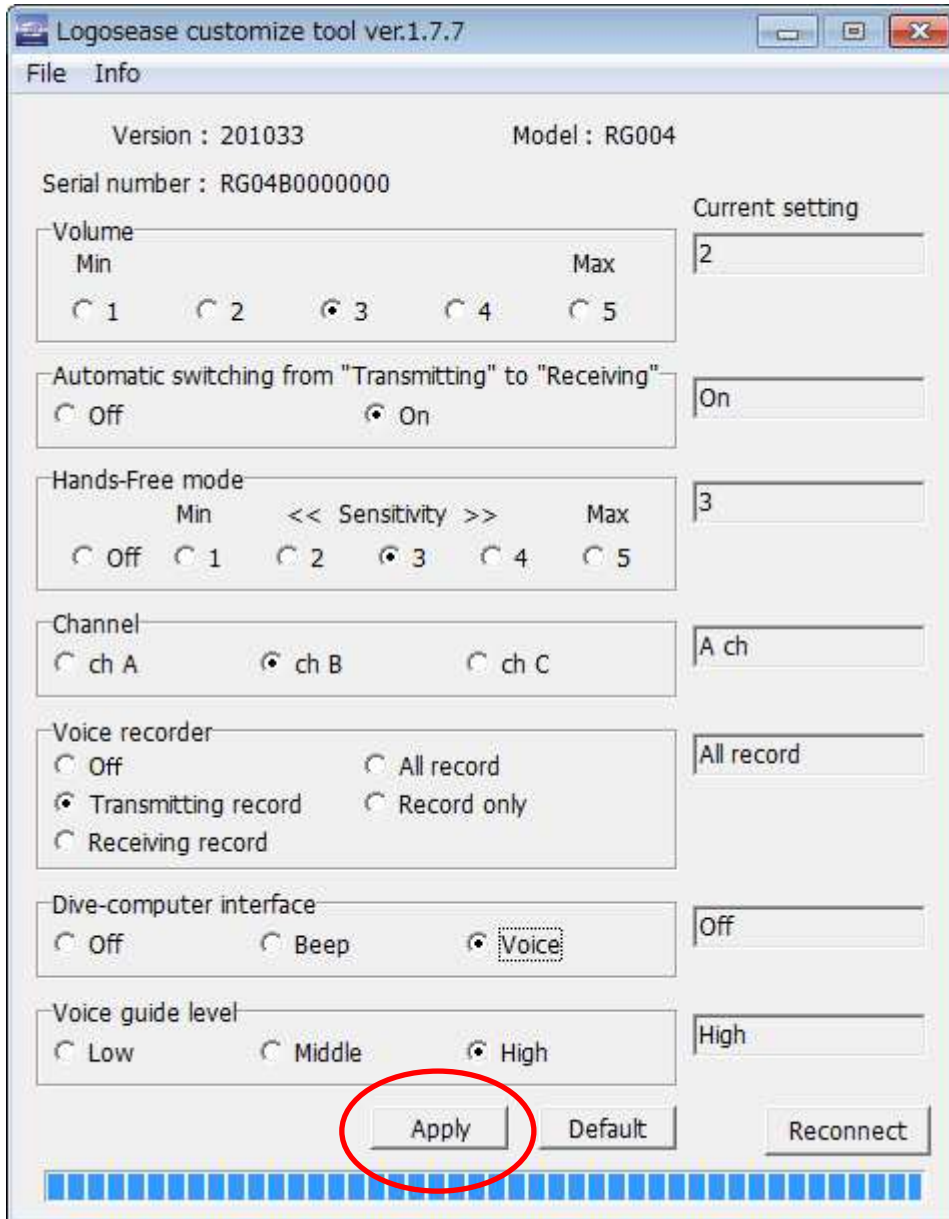 Logosease customize tool ver.1.7.7
File Info
Version : 201033 Model : RG004
Serial number : RG04B0000000
Current setting
Volume
2
Min Max
1 2 3 4 5
Automatic switching from "Transmitting" to "Receiving"
On
Off On
Hands-Free mode
3
Min << Sensitivity >> Max
Off 1 2 3 4 5
Channel
A ch
ch A ch B ch C
Voice recorder
All record
Off All record
Transmitting record Record only
Receiving record
Dive-computer interface
Off
Off Beep Voice
Voice guide level
High
Low Middle High
Apply Default Reconnect